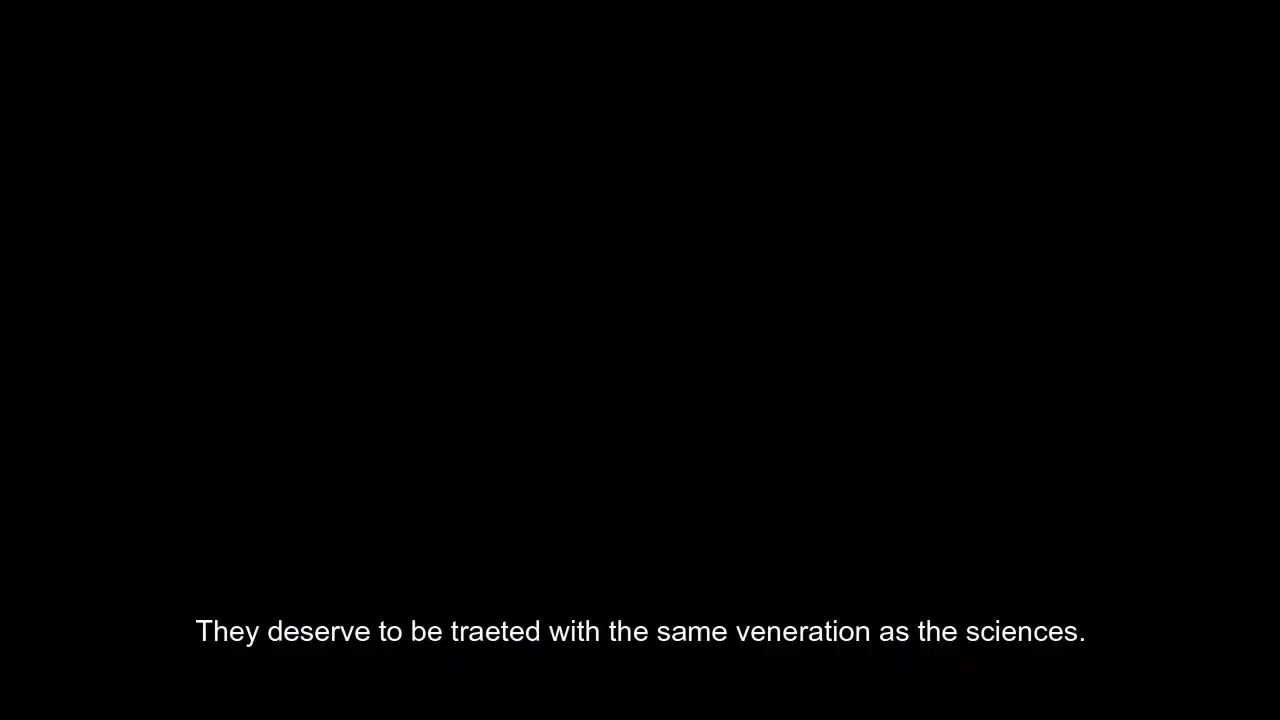 They deserve to be traeted with the same veneration as the sciences.